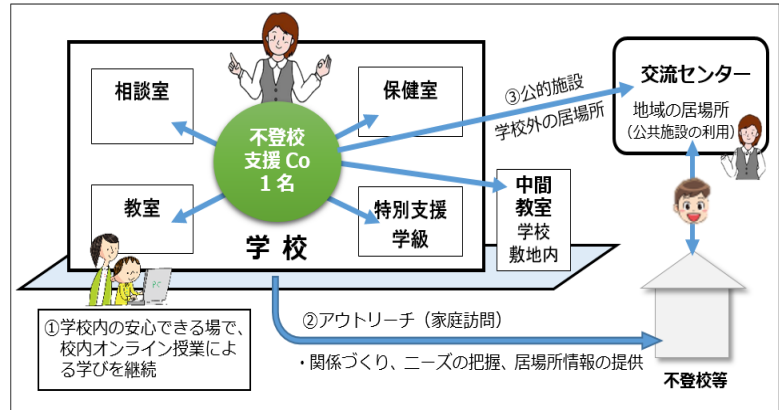 相談室
保健室
不登校
支援 Co
1 名
教室
特別支援
学級
学 校
中間
教室
学校
敷地内
③公的施設
学校外の居場所
交流センター
地域の居場所
（公共施設の利用）
PC
①学校内の安心できる場で、
校内オンライン授業によ
る学びを継続
②アウトリーチ（家庭訪問）
・関係づくり、ニーズの把握、居場所情報の提供
不登校等